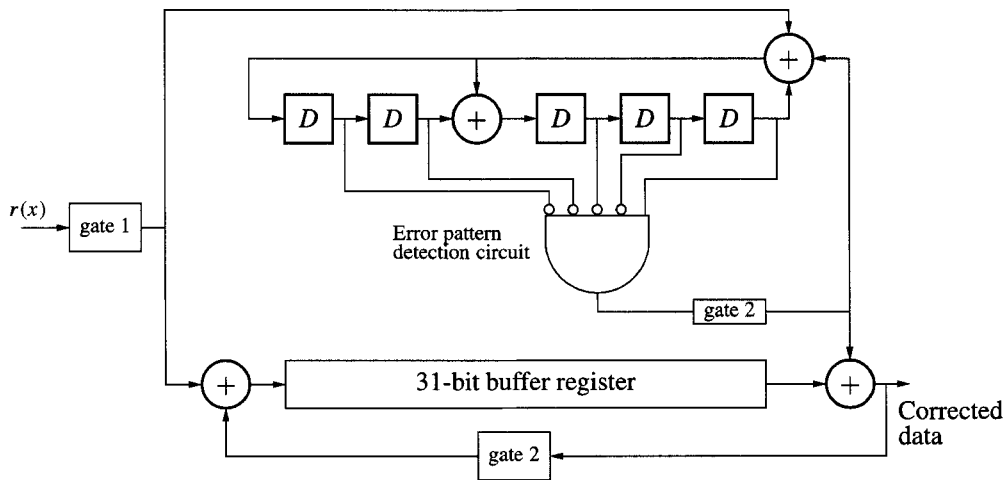 +
D D + D D D
r(x)
gate 1
Error pattern
detection circuit
gate 2
+ 31-bit buffer register +
Corrected
data
gate 2